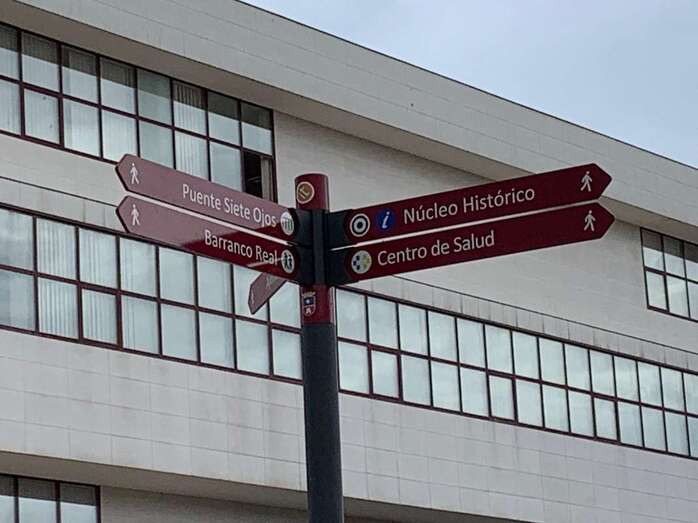 Puente Siete Ojos
Barranco Real
i Núcleo Histórico
Centro de Salud